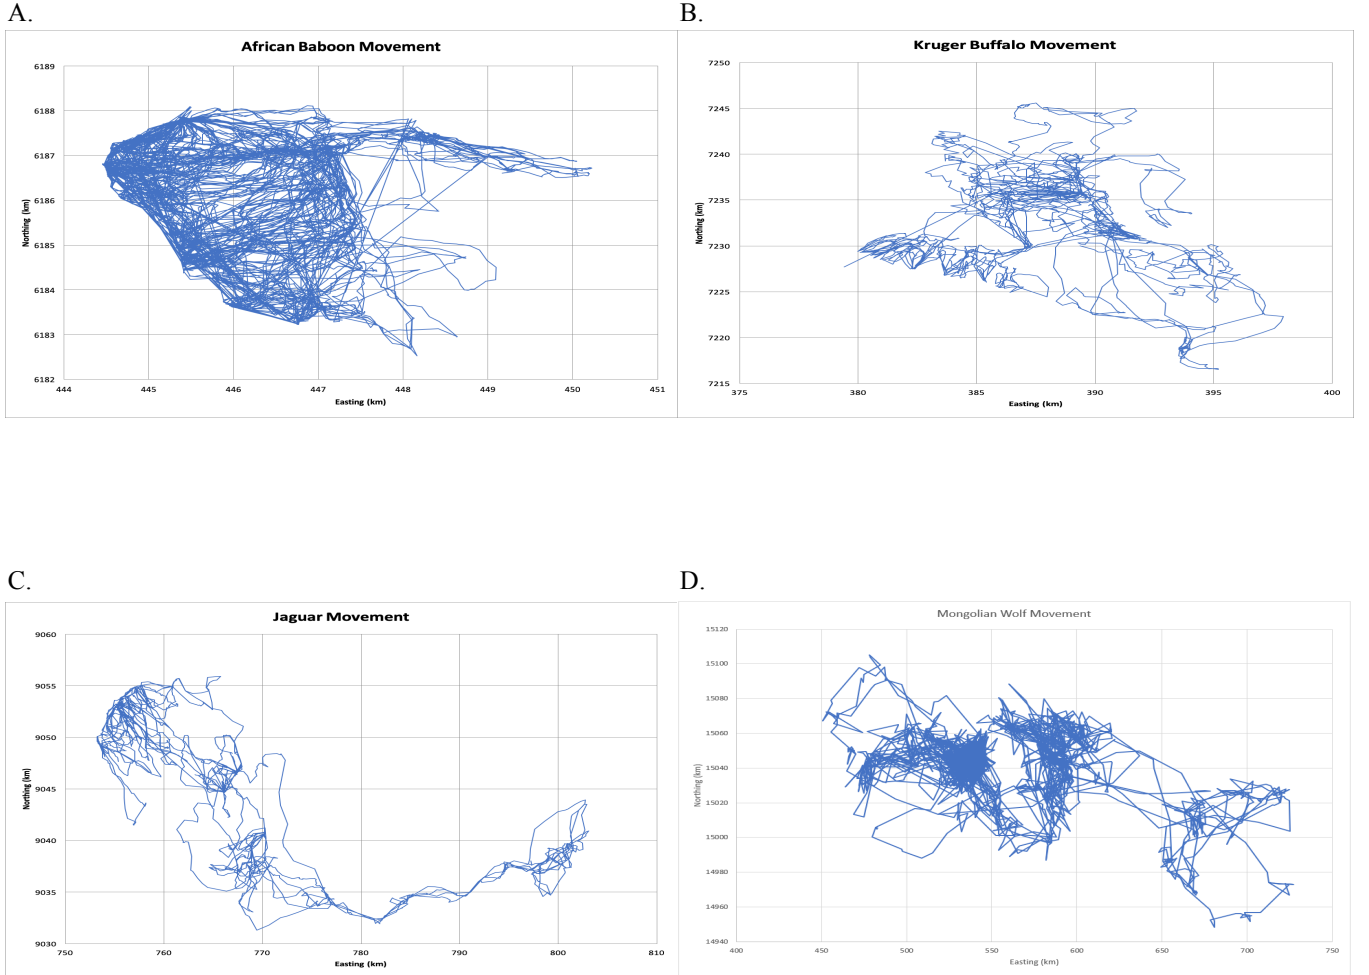 A.
African Baboon Movement
Northing (km)
6189
6188
6187
6186
6185
6184
6183
6182
444 445 446 447 448 449 450 451
Easting (km)
B.
Kruger Buffalo Movement
Northing (km)
7250
7245
7240
7235
7230
7225
7220
7215
375 380 385 390 395 400
Easting (km)
C.
Jaguar Movement
Northing (km)
9060
9055
9050
9045
9040
9035
9030
750 760 770 780 790 800 810
Easting (km)
D.
Mongolian Wolf Movement
Northing (km)
15120
15100
15080
15060
15040
15020
15000
14980
14960
14940
400 450 500 550 600 650 700 750
Easting (km)